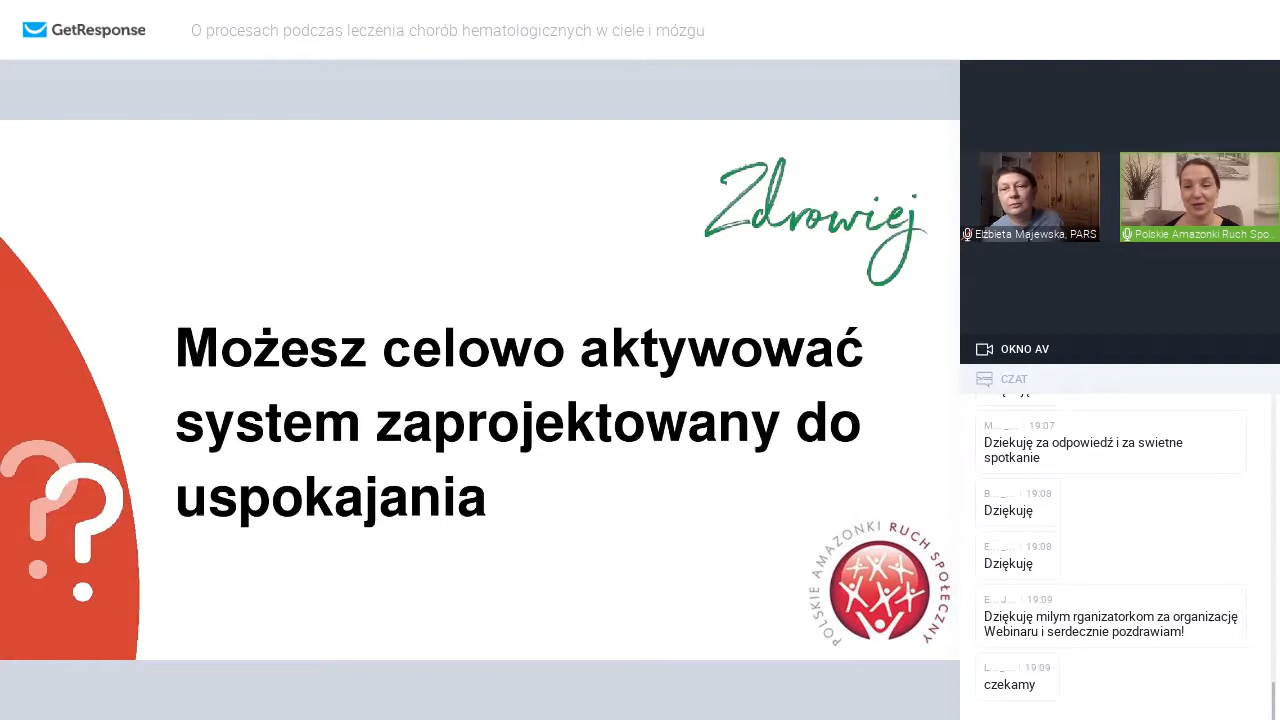 GetResponse
O procesach podczas leczenia chorób hematologicznych w ciele i mózgu
Zdrowiej
Możesz celowo aktywować
system zaprojektowany do
uspokajania
POLSKIE AMAZONKI RUCH SPOŁECZNY
Elżbieta Majewska, PARS
Polskie Amazonki Ruch Spo...
OKNO AV
CZAT
19:07
Dziekuję za odpowiedź i za swietne
spotkanie
19:08
Dziękuję
19:08
Dziękuję
E... J... 19:09
Dziękuję milym rganizatorkom za organizację
Webinaru i serdecznie pozdrawiam!
19:09
czekamy